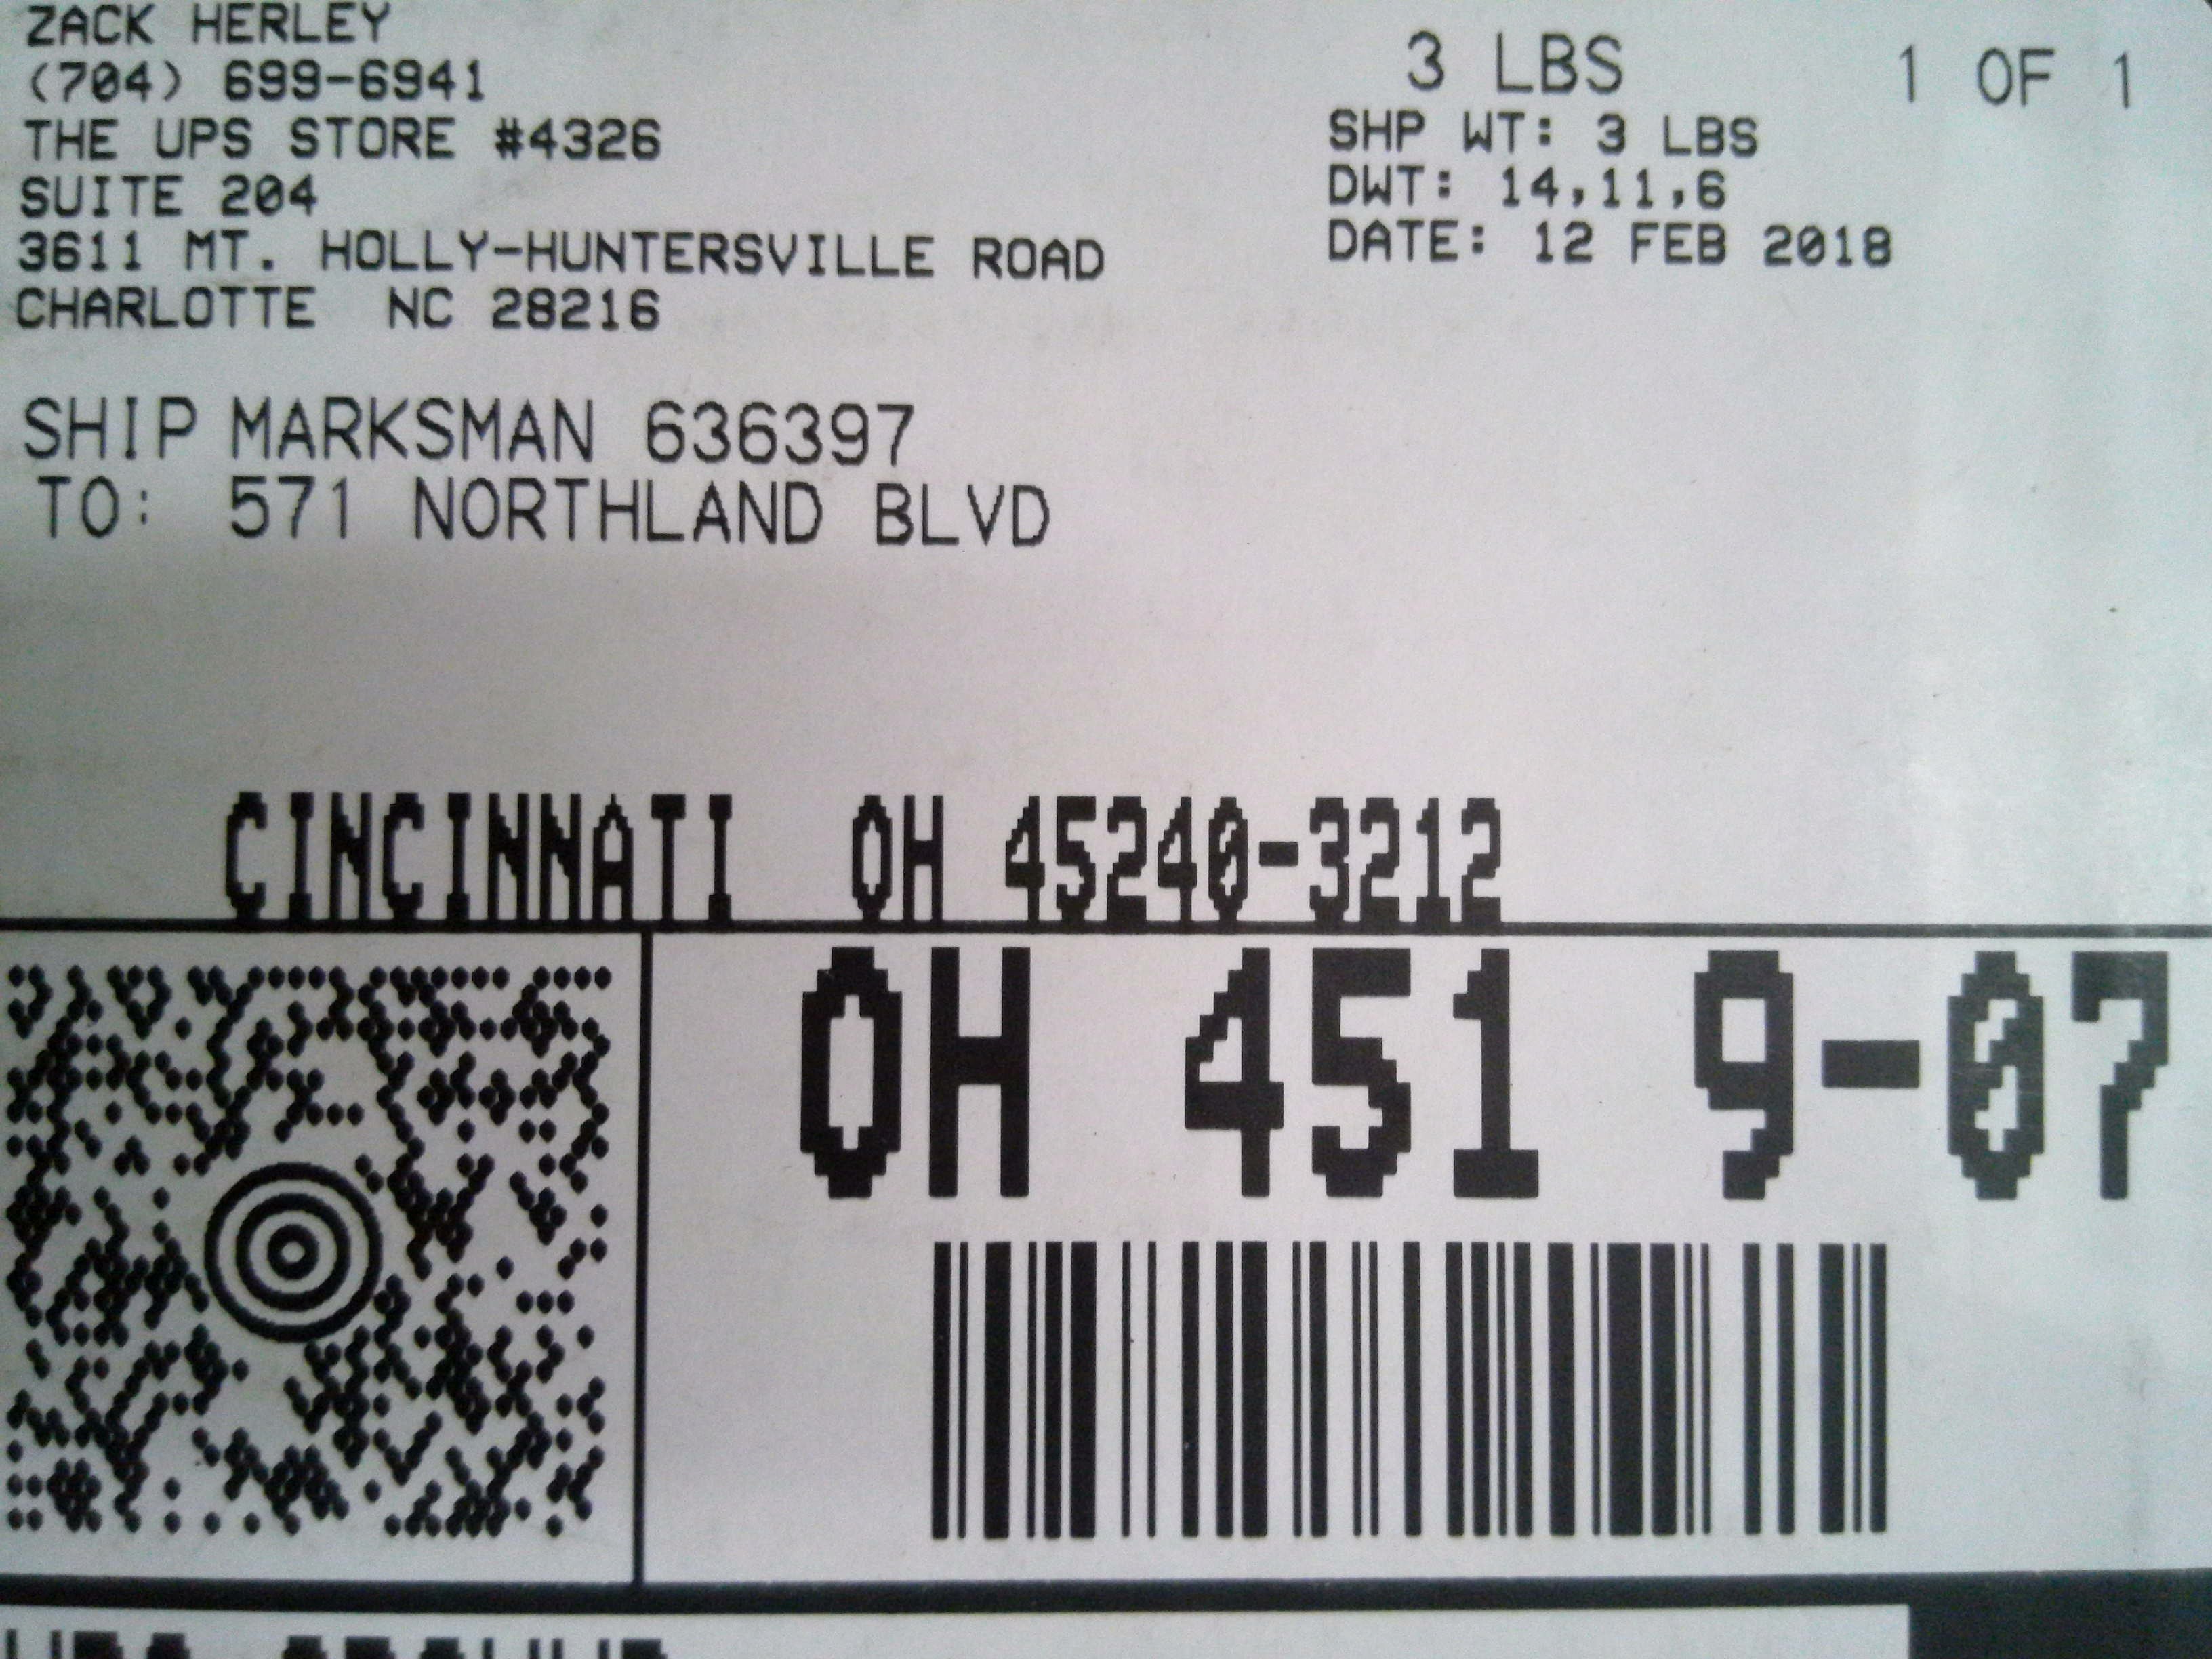 ZACK HERLEY
(704) 699-6941
THE UPS STORE #4326
SUITE 204
3611 MT. HOLLY-HUNTERSVILLE ROAD
CHARLOTTE NC 28216
3 LBS 1 OF 1
SHP WT: 3 LBS
DWT: 14,11,6
DATE: 12 FEB 2018
SHIP MARKSMAN 636397
TO: 571 NORTHLAND BLVD
CINCINNATI OH 45240-3212
OH 451 9-07